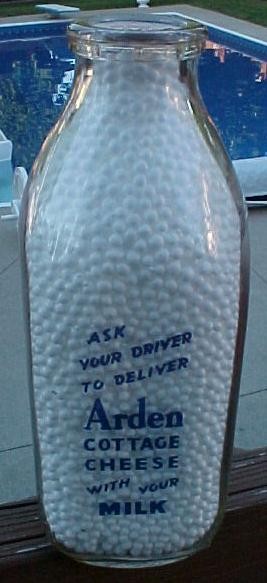 ASK
YOUR DRIVER
TO DELIVER
Arden
COTTAGE
CHEESE
WITH YOUR
MILK